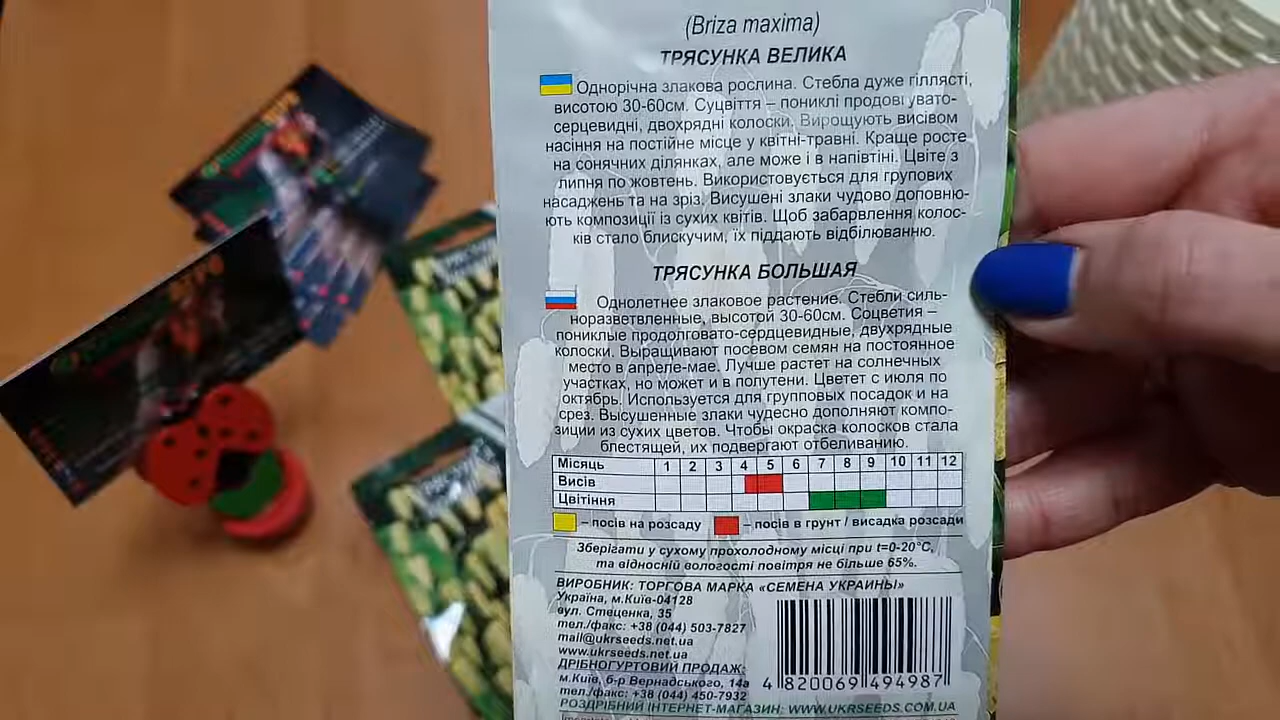 (Briza maxima)
ТРЯСУНКА ВЕЛИКА
Однорічна злакова рослина. Стебла дуже гіллясті,
висотою 30-60см. Суцвіття – пониклі продовгувато-
серцевидні, двохрядні колоски. Вирощують висівом
насіння на постійне місце у квітні-травні. Краще росте
на сонячних ділянках, але може і в напівтіні. Цвіте з
липня по жовтень. Використовується для групових
насаджень та на зріз. Висушені злаки чудово доповню-
ють композиції із сухих квітів. Щоб забарвлення колос-
ків стало блискучим, їх піддають відбілюванню.
ТРЯСУНКА БОЛЬШАЯ
Однолетнее злаковое растение. Стебли силь-
норазветвленные, высотой 30-60см. Соцветия –
пониклые продолговато-сердцевидные, двухрядные
колоски. Выращивают посевом семян на постоянное
место в апреле-мае. Лучше растет на солнечных
участках, но может и в полутени. Цветет с июля по
октябрь. Используется для групповых посадок и на
срез. Высушенные злаки чудесно дополняют компо-
зиции из сухих цветов. Чтобы окраска колосков стала
блестящей, их подвергают отбеливанию.
Місяць 1 2 3 4 5 6 7 8 9 10 11 12
Висів
Цвітіння
– посів на розсаду – посів в грунт / висадка розсади
Зберігати у сухому прохолодному місці при t=0-20°C,
та відносній вологості повітря не більше 65%.
ВИРОБНИК: ТОРГОВА МАРКА «СЕМЕНА УКРАИНЫ»
Україна, м.Київ-04128
вул. Стеценка, 35
тел./факс: +38 (044) 503-7827
mail@ukrseeds.net.ua
www.ukrseeds.net.ua
ДРІБНОГУРТОВИЙ ПРОДАЖ:
м.Київ, б-р Вернадського, 14а
тел./факс: +38 (044) 450-7932
4 820069 494987
РОЗДРІБНИЙ ІНТЕРНЕТ-МАГАЗИН: WWW.UKRSEEDS.COM.UA